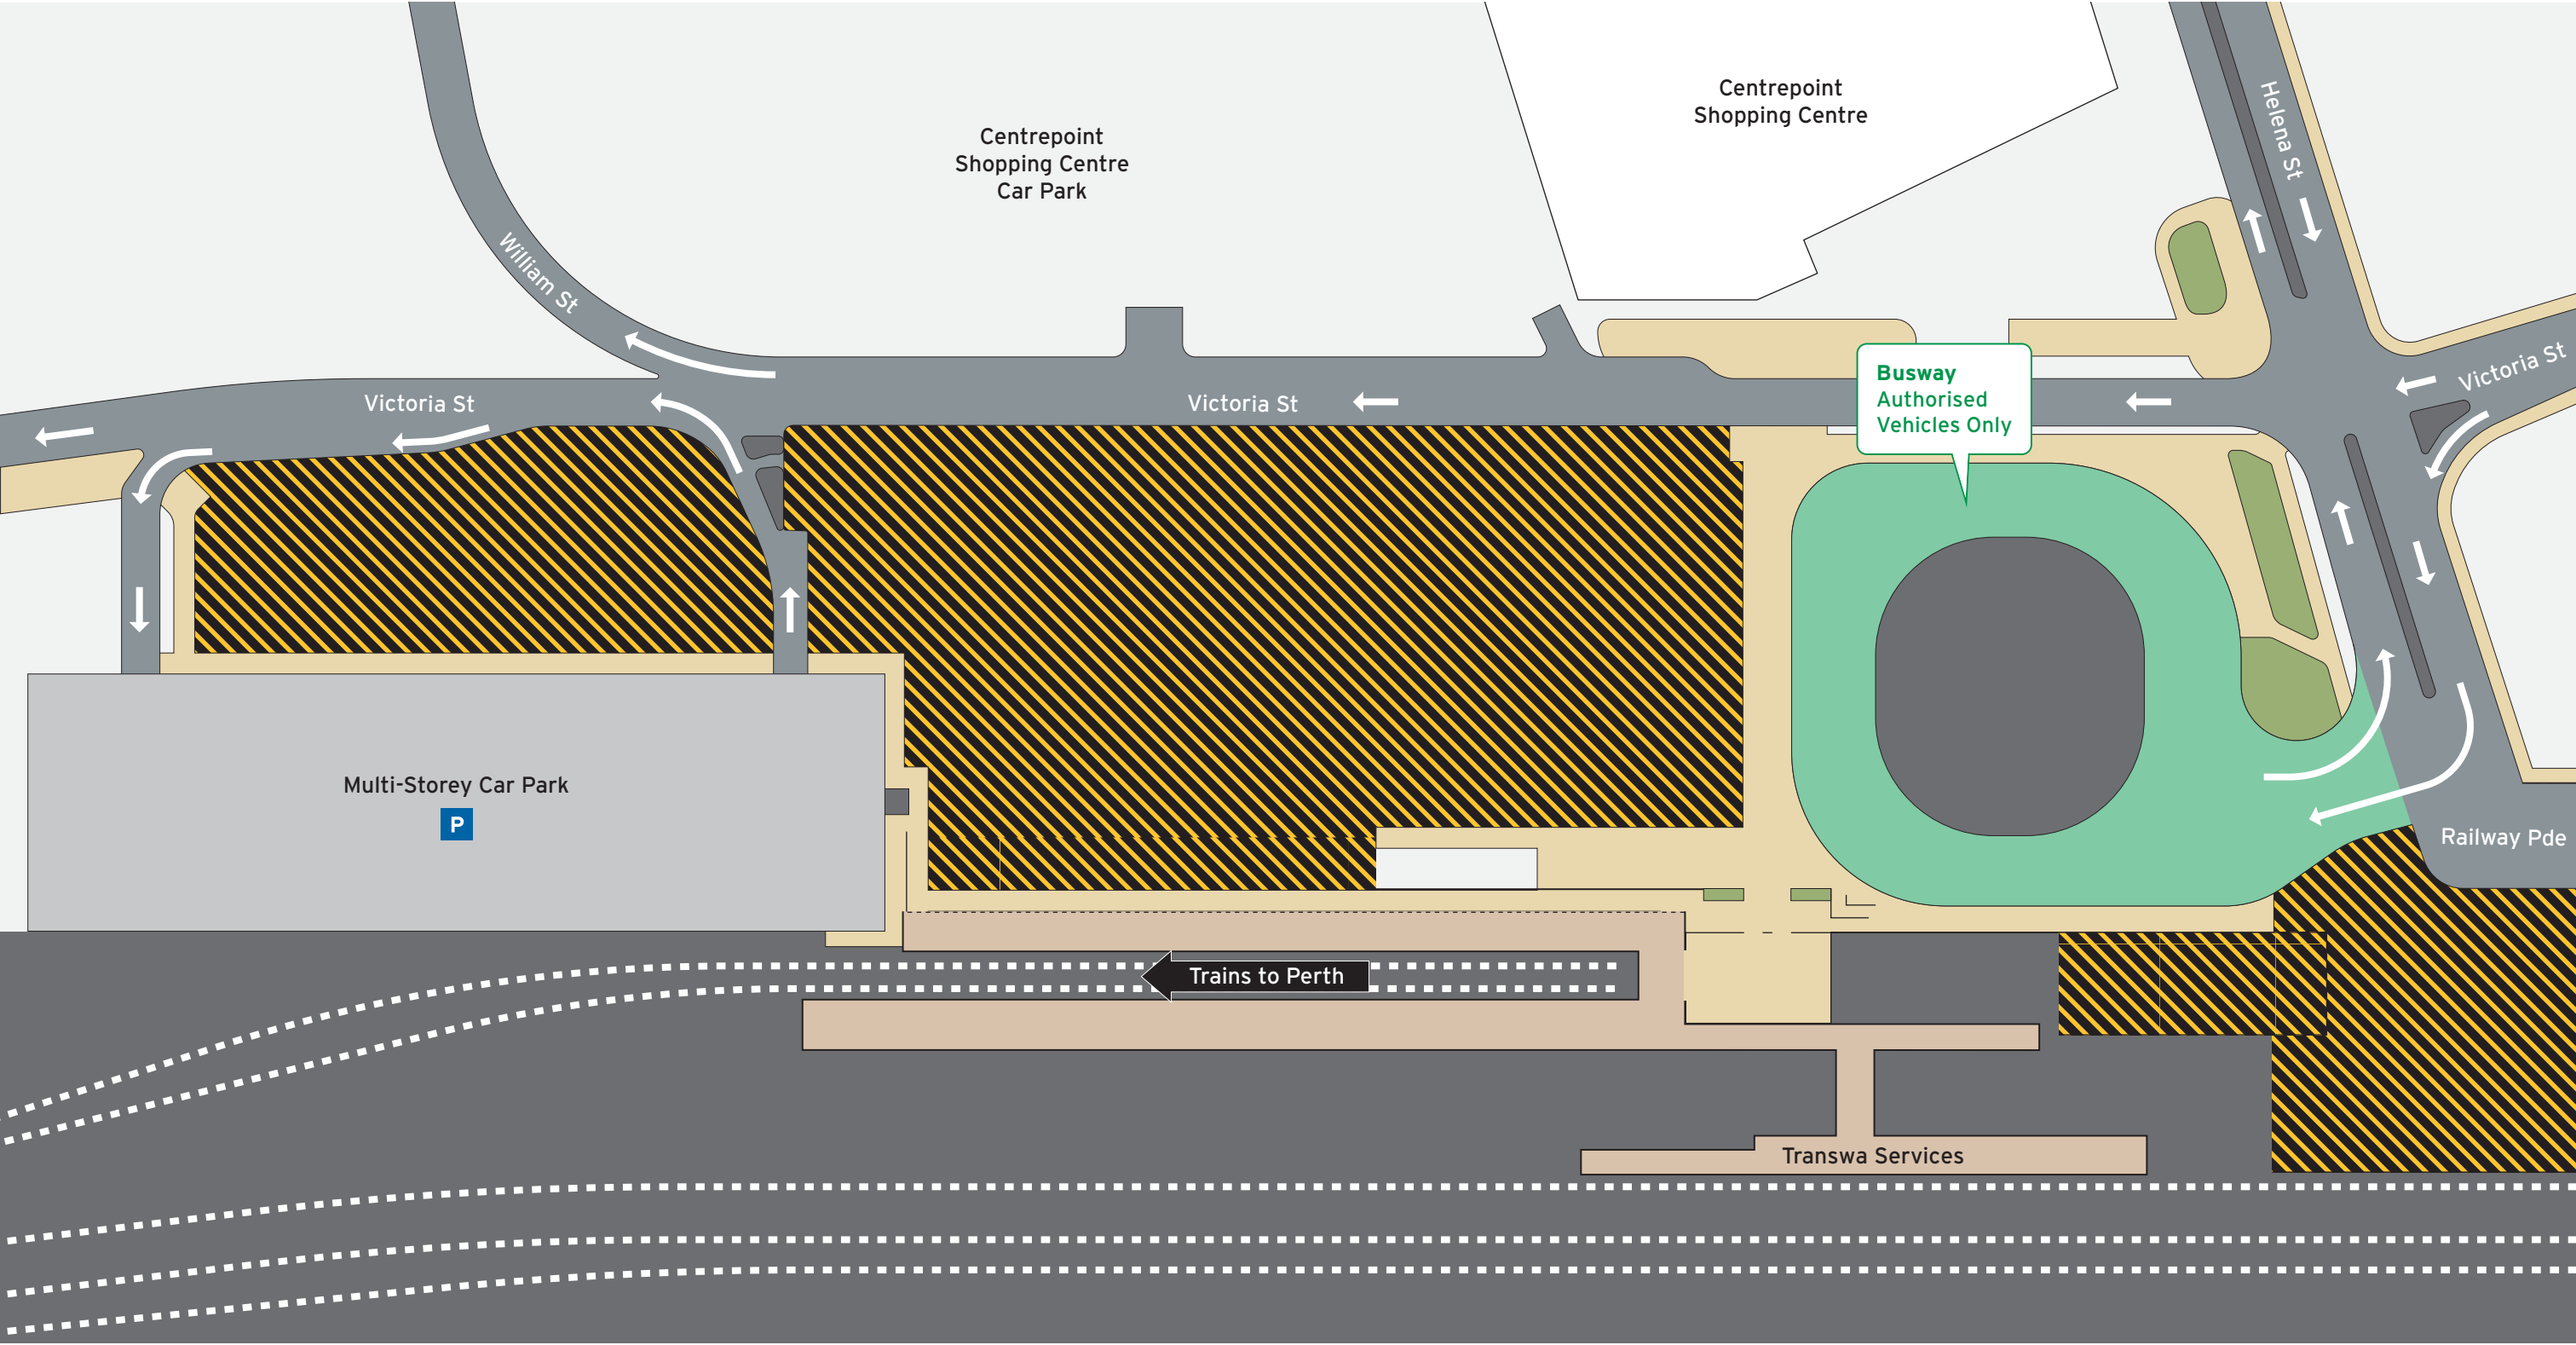 Centrepoint
Shopping Centre
Helena St
Centrepoint
Shopping Centre
Car Park
William St
Victoria St
Busway
Authorised
Vehicles Only
Victoria St
Victoria St
Multi-Storey Car Park
P
Railway Pde
Trains to Perth
Transwa Services